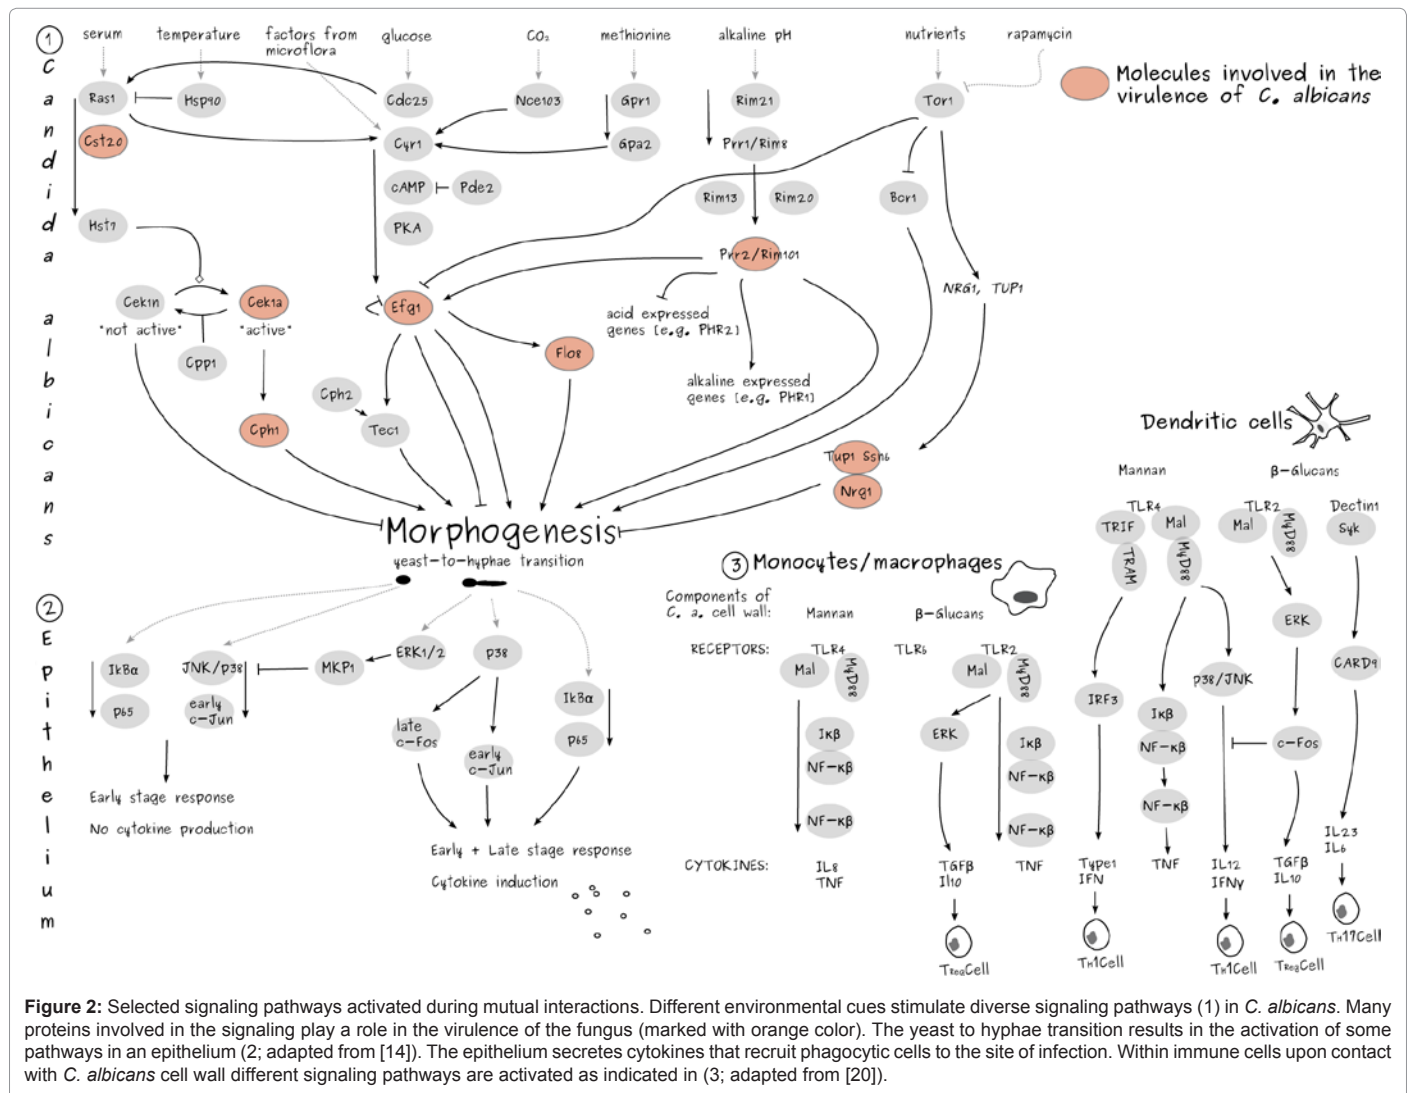 1
Candida albicans
serum
temperature
factors from
microflora
glucose
CO₂
methionine
alkaline pH
nutrients
rapamycin
Molecules involved in the
virulence of C. albicans
Ras1
Hsp90
Cdc25
Nce103
Gpr1
Rim21
Tor1
Cst20
Cyr1
Gpa2
Prr1/Rim8
cAMP
Pde2
Rim13
Rim20
Bcr1
Hst7
PKA
Prr2/Rim101
Cek1n
"not active"
Cek1a
"active"
Efg1
NRG1, TUP1
acid expressed
genes [e.g. PHR2]
Cpp1
Flo8
alkaline expressed
genes [e.g. PHR1]
Cph2
Cph1
Tec1
Tup1 Ssn6
Nrg1
Morphogenesis
yeast-to-hyphae transition
2
Epithelium
IkBα
P65
JNK/p38
early
c-Jun
MKP1
ERK1/2
p38
late
c-Fos
early
c-Jun
IkBα
P65
Early stage response
No cytokine production
Early + Late stage response
Cytokine induction
3 Monocytes/macrophages
Components of
C. a. cell wall:
Mannan
β-Glucans
RECEPTORS:
TLR4
TLR6
TLR2
Mal
MyD88
Mal
MyD88
Iκβ
NF-κβ
NF-κβ
ERK
Iκβ
NF-κβ
NF-κβ
CYTOKINES:
IL8
TNF
TGFβ
Il10
TNF
TRegCell
Dendritic cells
Mannan
β-Glucans
TLR4
TLR2
Dectin1
TRIF
TRAM
Mal
MyD88
Mal
MyD88
Syk
ERK
CARD9
IRF3
Iκβ
NF-κβ
NF-κβ
p38/JNK
c-Fos
Type1
IFN
TNF
IL12
IFNγ
TGFβ
IL10
IL23
IL6
TH1Cell
TH1Cell
TRegCell
TH17Cell
Figure 2: Selected signaling pathways activated during mutual interactions. Different environmental cues stimulate diverse signaling pathways (1) in C. albicans. Many
proteins involved in the signaling play a role in the virulence of the fungus (marked with orange color). The yeast to hyphae transition results in the activation of some
pathways in an epithelium (2; adapted from [14]). The epithelium secretes cytokines that recruit phagocytic cells to the site of infection. Within immune cells upon contact
with C. albicans cell wall different signaling pathways are activated as indicated in (3; adapted from [20]).